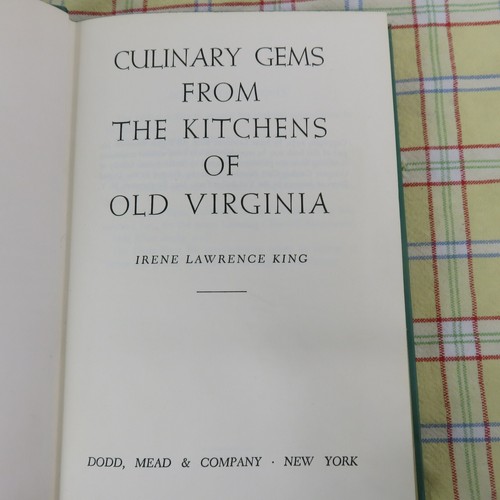 CULINARY GEMS
FROM
THE KITCHENS
OF
OLD VIRGINIA
IRENE LAWRENCE KING
DODD, MEAD & COMPANY · NEW YORK